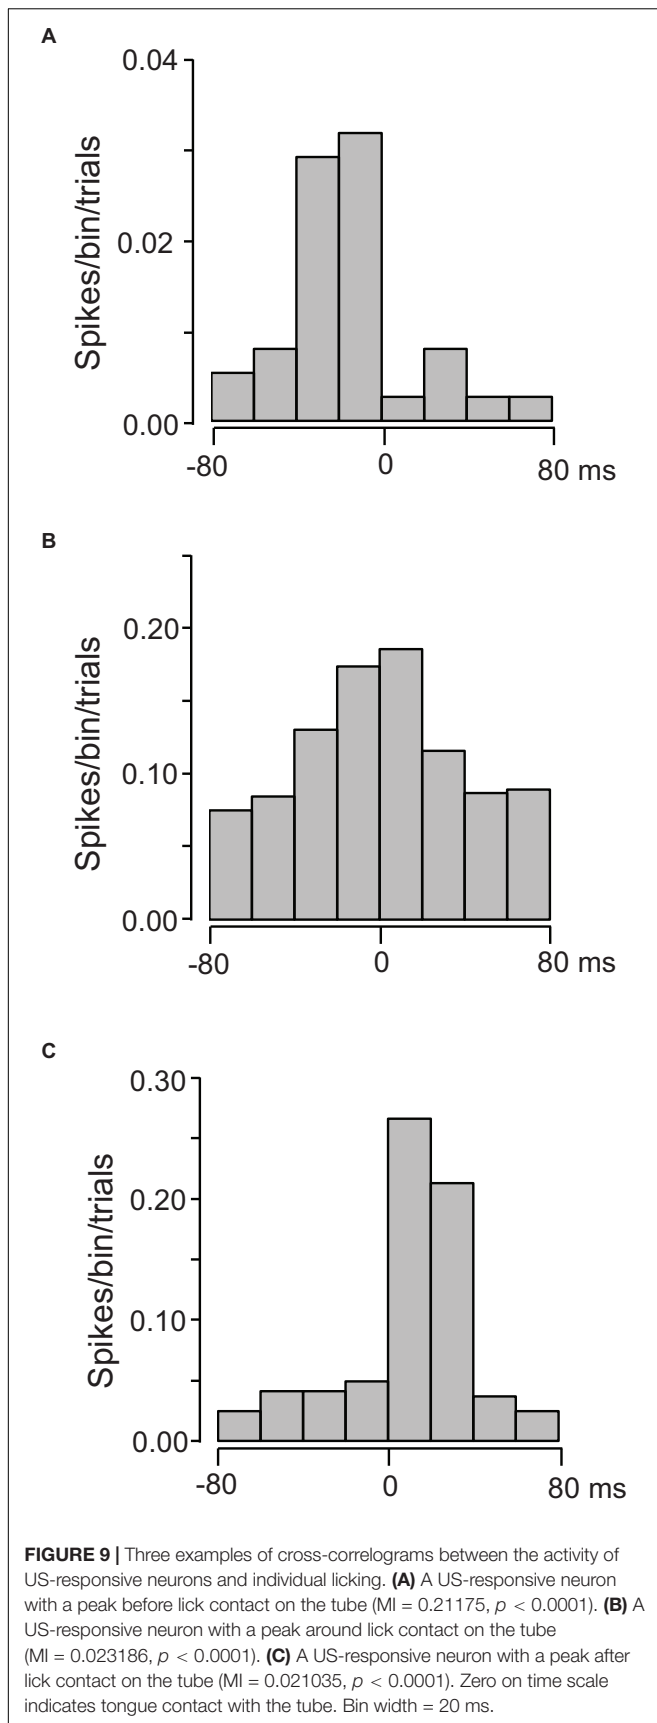 A
0.04
0.02
0.00
Spikes/bin/trials
-80 0 80 ms
B
0.20
0.10
0.00
Spikes/bin/trials
-80 0 80 ms
C
0.30
0.20
0.10
0.00
Spikes/bin/trials
-80 0 80 ms
FIGURE 9 | Three examples of cross-correlograms between the activity of
US-responsive neurons and individual licking. (A) A US-responsive neuron
with a peak before lick contact on the tube (MI = 0.21175, p < 0.0001). (B) A
US-responsive neuron with a peak around lick contact on the tube
(MI = 0.023186, p < 0.0001). (C) A US-responsive neuron with a peak after
lick contact on the tube (MI = 0.021035, p < 0.0001). Zero on time scale
indicates tongue contact with the tube. Bin width = 20 ms.